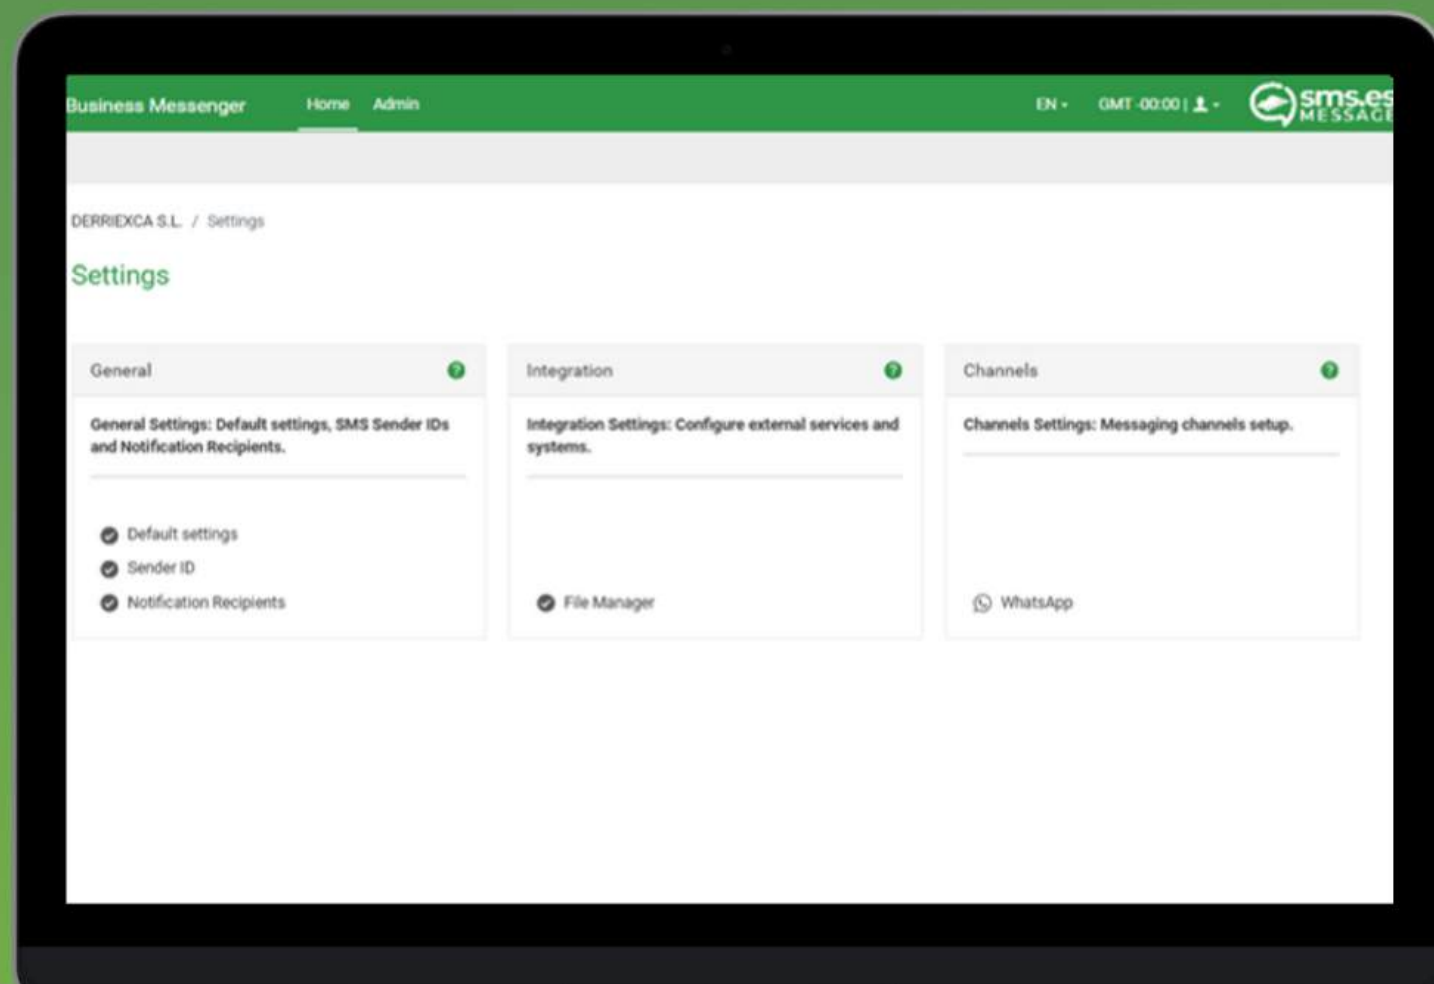 Business Messenger Home Admin EN GMT -00:00 | sms.es
MESSAGE
DERRIEXCA S.L. / Settings
Settings
General
General Settings: Default settings, SMS Sender IDs
and Notification Recipients.
Default settings
Sender ID
Notification Recipients
Integration
Integration Settings: Configure external services and
systems.
File Manager
Channels
Channels Settings: Messaging channels setup.
WhatsApp